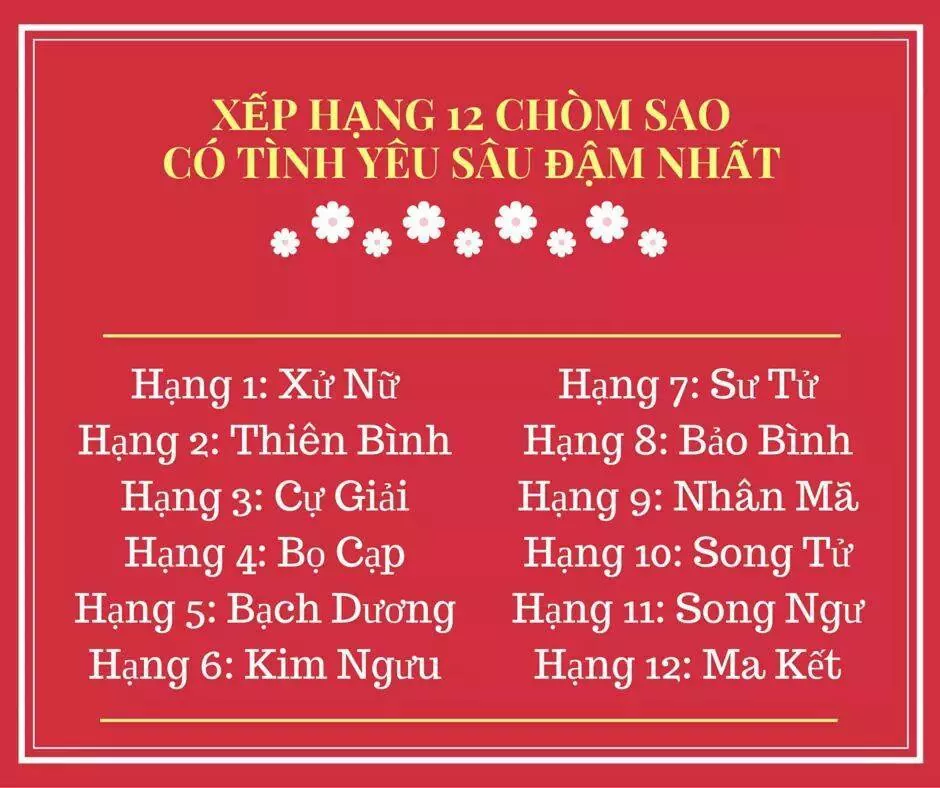 XẾP HẠNG 12 CHÒM SAO
CÓ TÌNH YÊU SÂU ĐẬM NHẤT
Hạng 1: Xử Nữ
Hạng 2: Thiên Bình
Hạng 3: Cự Giải
Hạng 4: Bọ Cạp
Hạng 5: Bạch Dương
Hạng 6: Kim Ngưu
Hạng 7: Sư Tử
Hạng 8: Bảo Bình
Hạng 9: Nhân Mã
Hạng 10: Song Tử
Hạng 11: Song Ngư
Hạng 12: Ma Kết